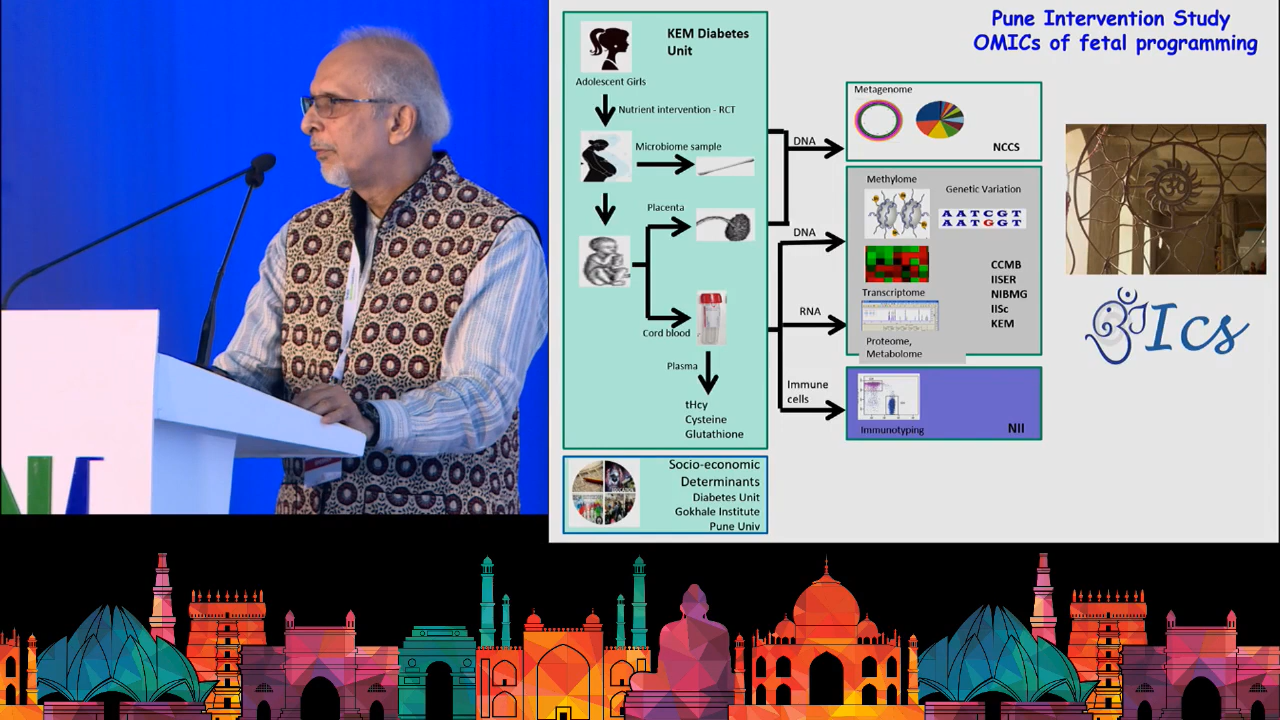 Pune Intervention Study
OMICs of fetal programming
KEM Diabetes
Unit
Adolescent Girls
Nutrient intervention - RCT
Microbiome sample
Placenta
Cord blood
Plasma
tHcy
Cysteine
Glutathione
Socio-economic
Determinants
Diabetes Unit
Gokhale Institute
Pune Univ
DNA
DNA
RNA
Immune
cells
Metagenome
NCCS
Methylome
Genetic Variation
AATCGT
AATGGT
Transcriptome
Proteome,
Metabolome
CCMB
IISER
NIBMG
IISc
KEM
Immunotyping
NII
ॐ
ॐIcs